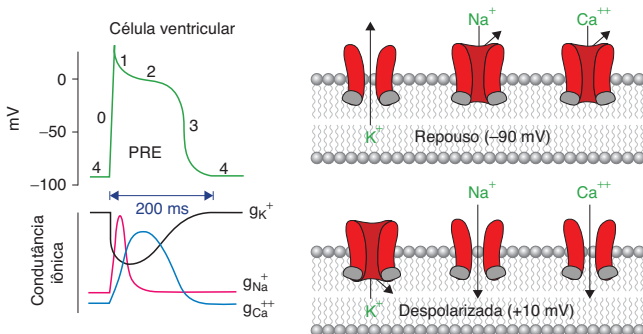 Célula ventricular
mV
0
−50
−100
0
1
2
3
4
4
PRE
200 ms
Condutância
iônica
gK+
gNa+
gCa++
Na+
Ca++
K+
Repouso (–90 mV)
Na+
Ca++
K+
Despolarizada (+10 mV)